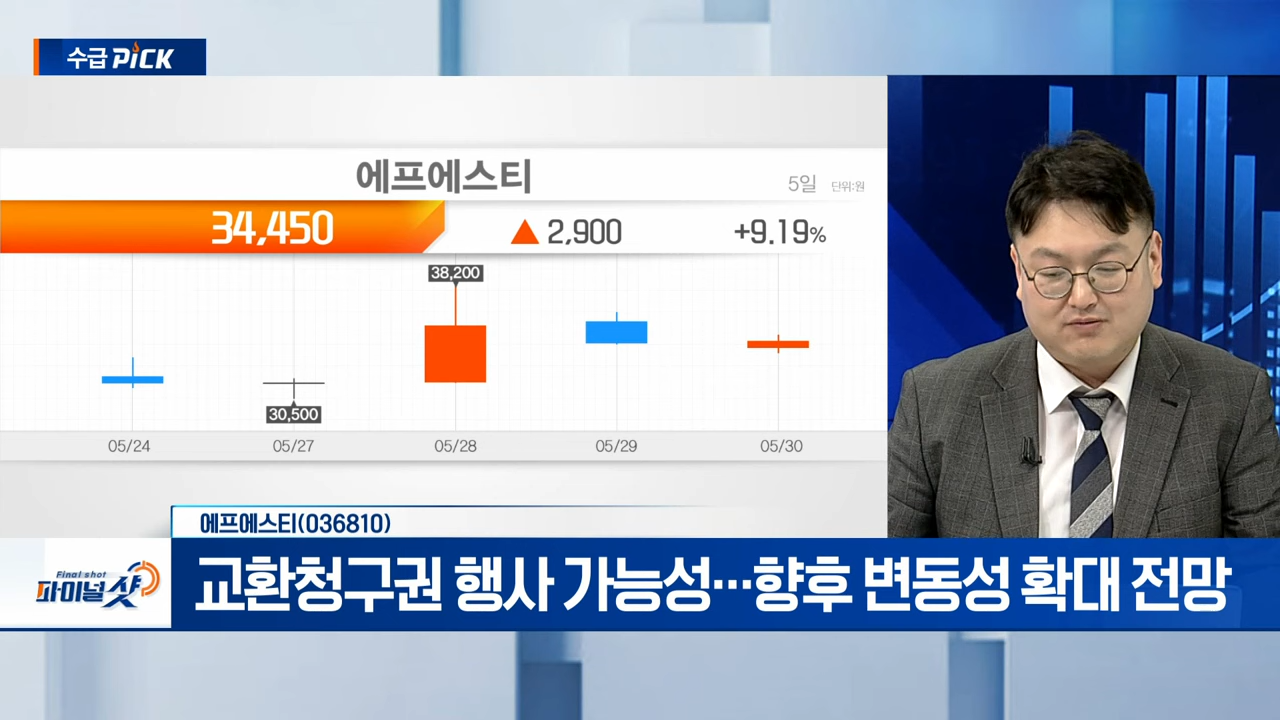 수급 PICK
에프에스티
5일 단위:원
34,450 ▲ 2,900 +9.19%
38,200
30,500
05/24 05/27 05/28 05/29 05/30
에프에스티(036810)
Final shot
파이널샷
교환청구권 행사 가능성…향후 변동성 확대 전망